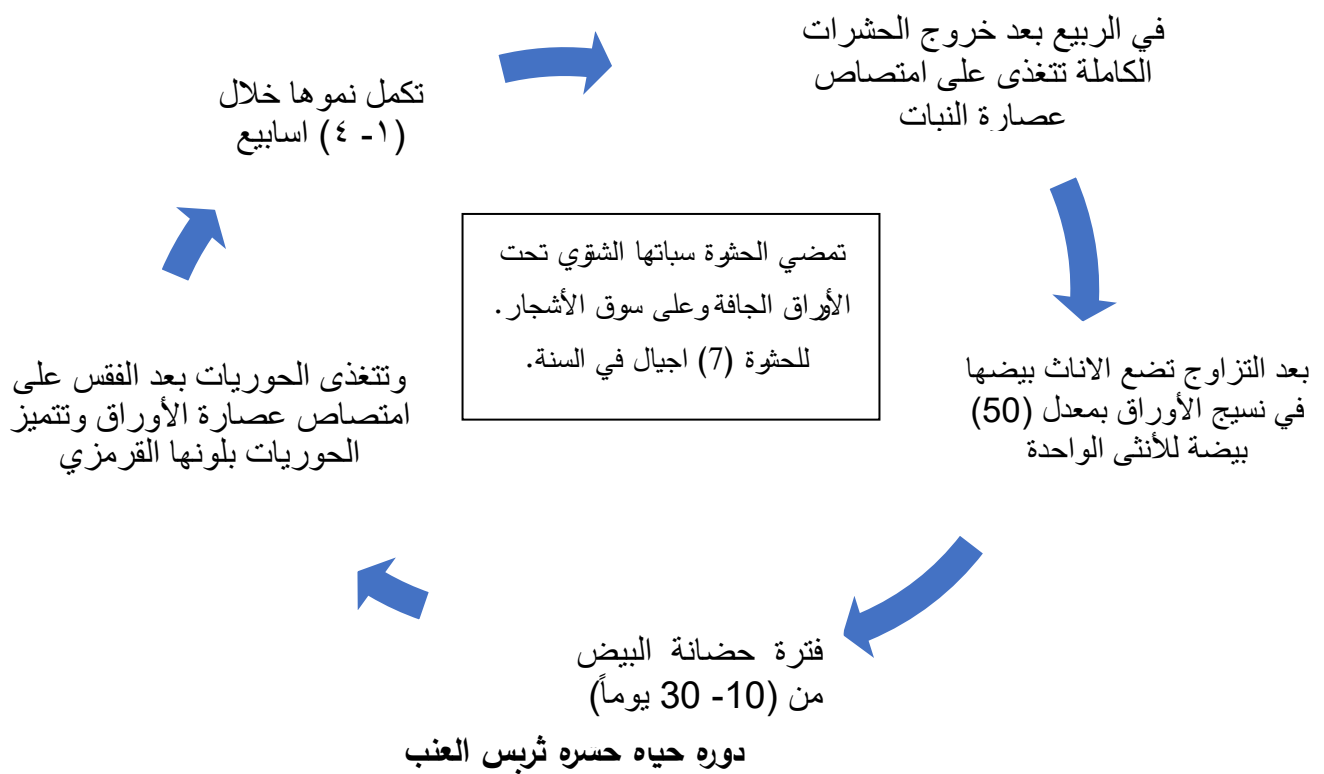 في الربيع بعد خروج الحشرات
الكاملة تتغذى على امتصاص
عصارة النبات
بعد التزاوج تضع الاناث بيضها
في نسيج الأوراق بمعدل (50)
بيضة للأنثى الواحدة
فترة حضانة البيض
من (10- 30 يوماً)
وتتغذى الحوريات بعد الفقس على
امتصاص عصارة الأوراق وتتميز
الحوريات بلونها القرمزي
تكمل نموها خلال
(١- ٤) اسابيع
تمضي الحشوة سباتها الشتوي تحت
الأوراق الجافة وعلى سوق الأشجار.
للحشوة (7) اجيال في السنة.
دوره حياه حسره ثربس العنب